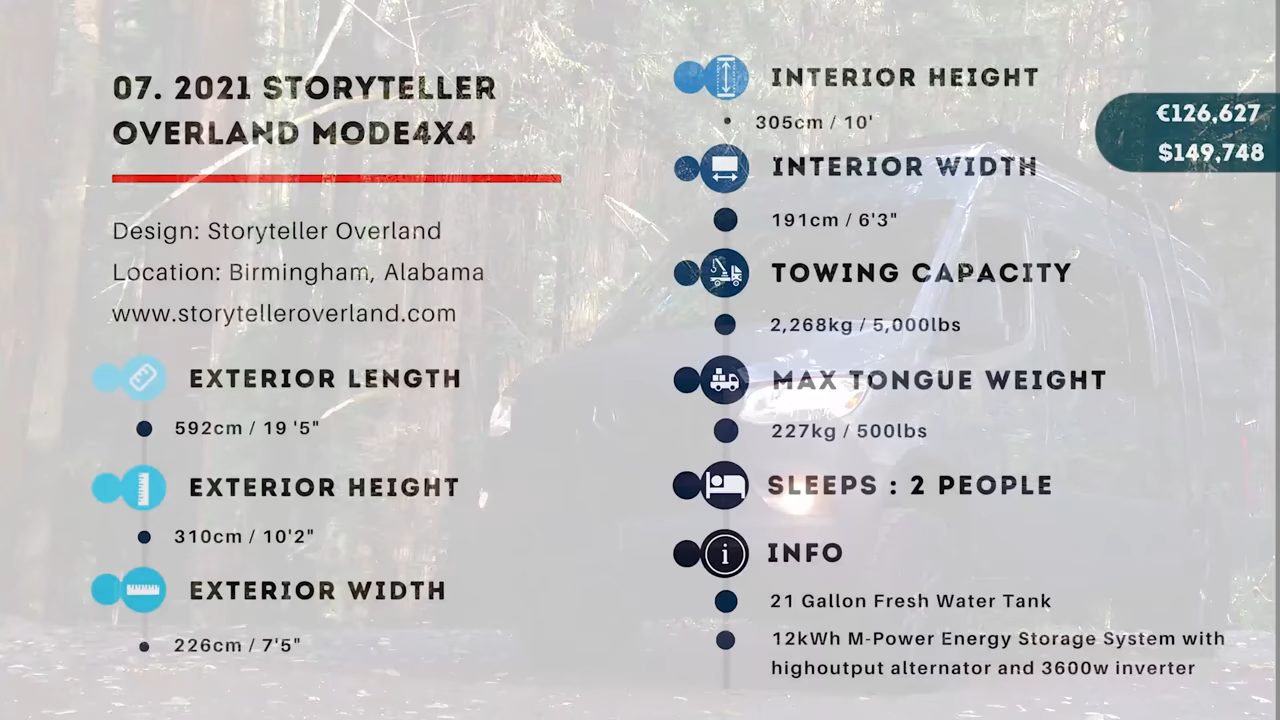 07. 2021 STORYTELLER
OVERLAND MODE4X4
Design: Storyteller Overland
Location: Birmingham, Alabama
www.storytelleroverland.com
EXTERIOR LENGTH
592cm / 19 '5"
EXTERIOR HEIGHT
310cm / 10'2"
EXTERIOR WIDTH
226cm / 7'5"
INTERIOR HEIGHT
305cm / 10'
INTERIOR WIDTH
191cm / 6'3"
TOWING CAPACITY
2,268kg / 5,000lbs
MAX TONGUE WEIGHT
227kg / 500lbs
SLEEPS : 2 PEOPLE
i
INFO
21 Gallon Fresh Water Tank
12kWh M-Power Energy Storage System with
highoutput alternator and 3600w inverter
€126,627
$149,748